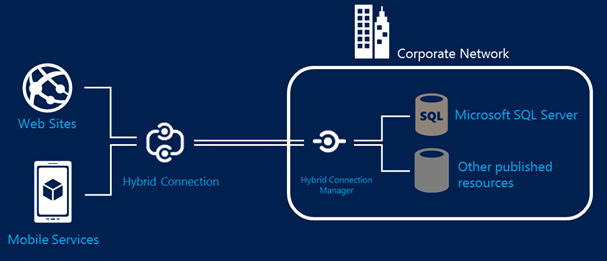 Corporate Network
Web Sites
SQL
Microsoft SQL Server
Hybrid Connection
Hybrid Connection
Manager
Other published
resources
Mobile Services